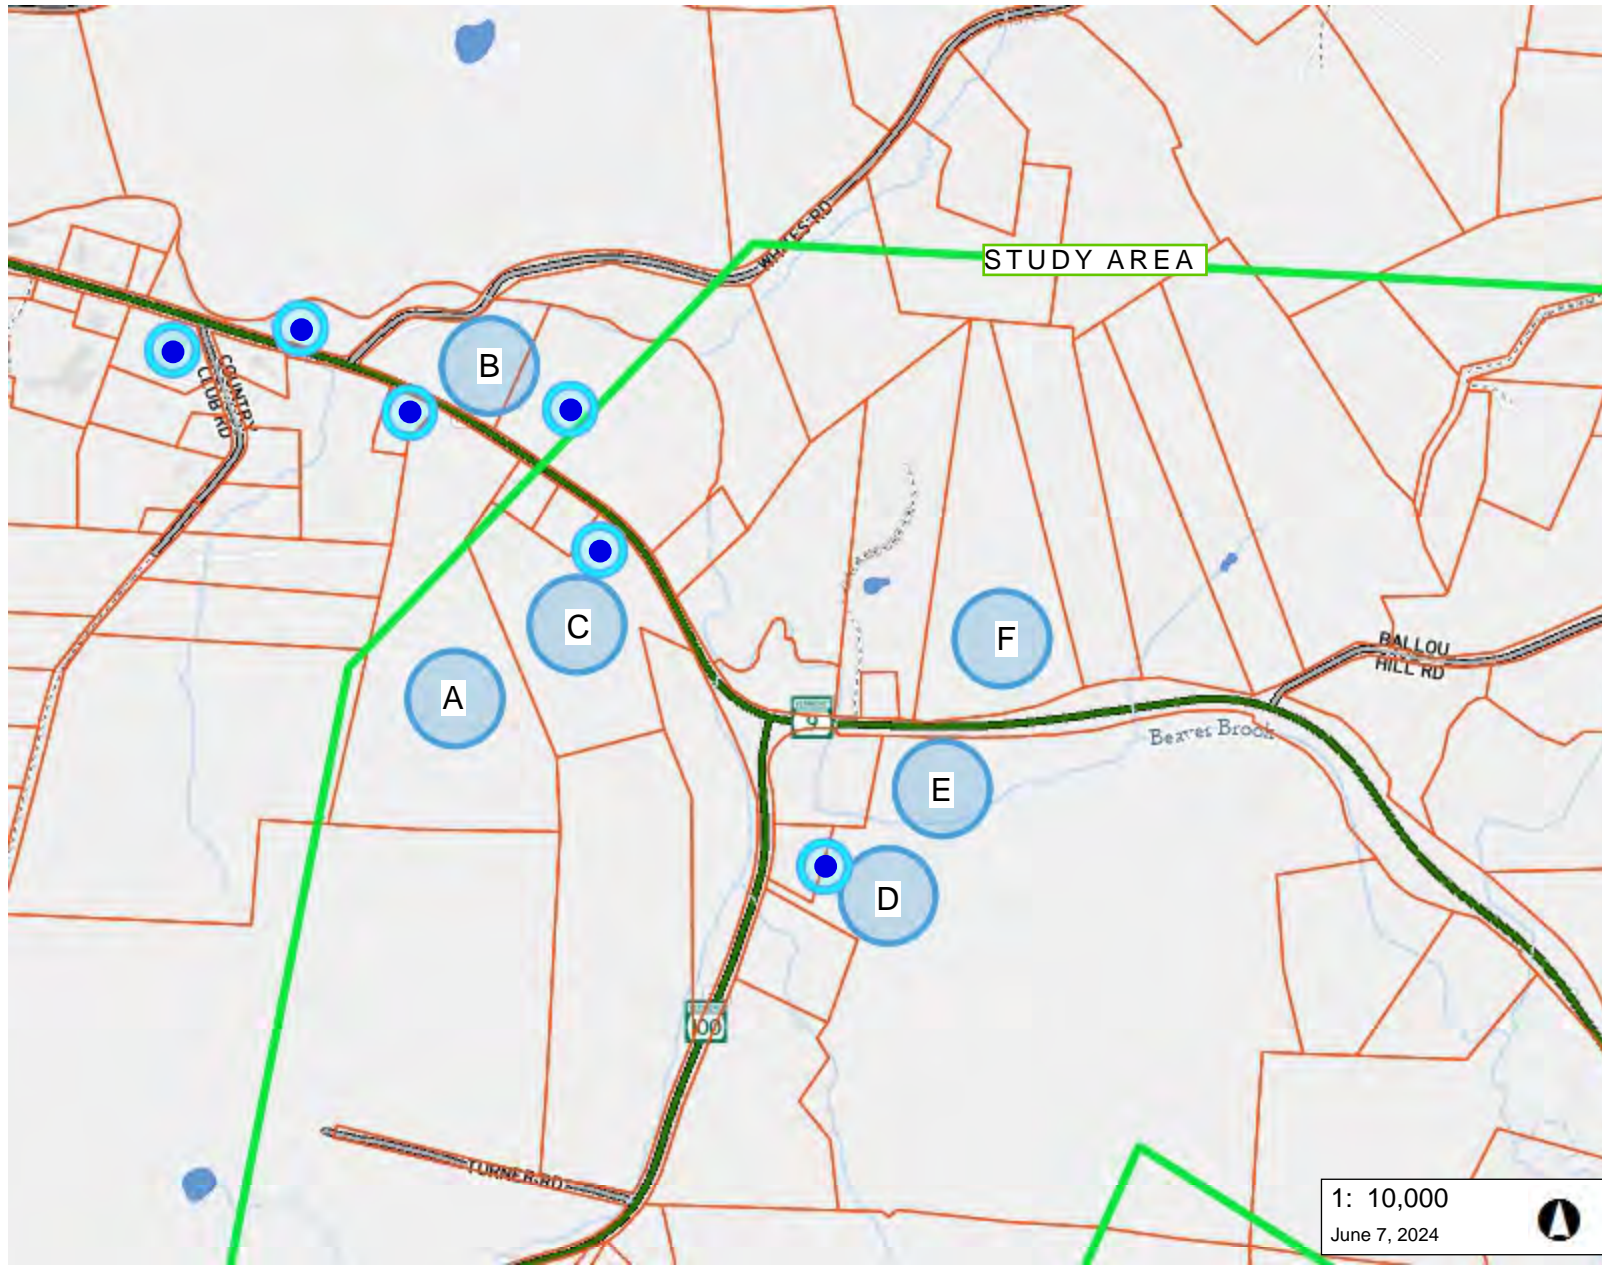 WHITES RD
STUDY AREA
COUNTRY
CLUB RD
B
C
F
A
BALLOU
HILL RD
VERMONT
9
Beaver Brook
E
D
100
TURNER RD
1: 10,000
June 7, 2024